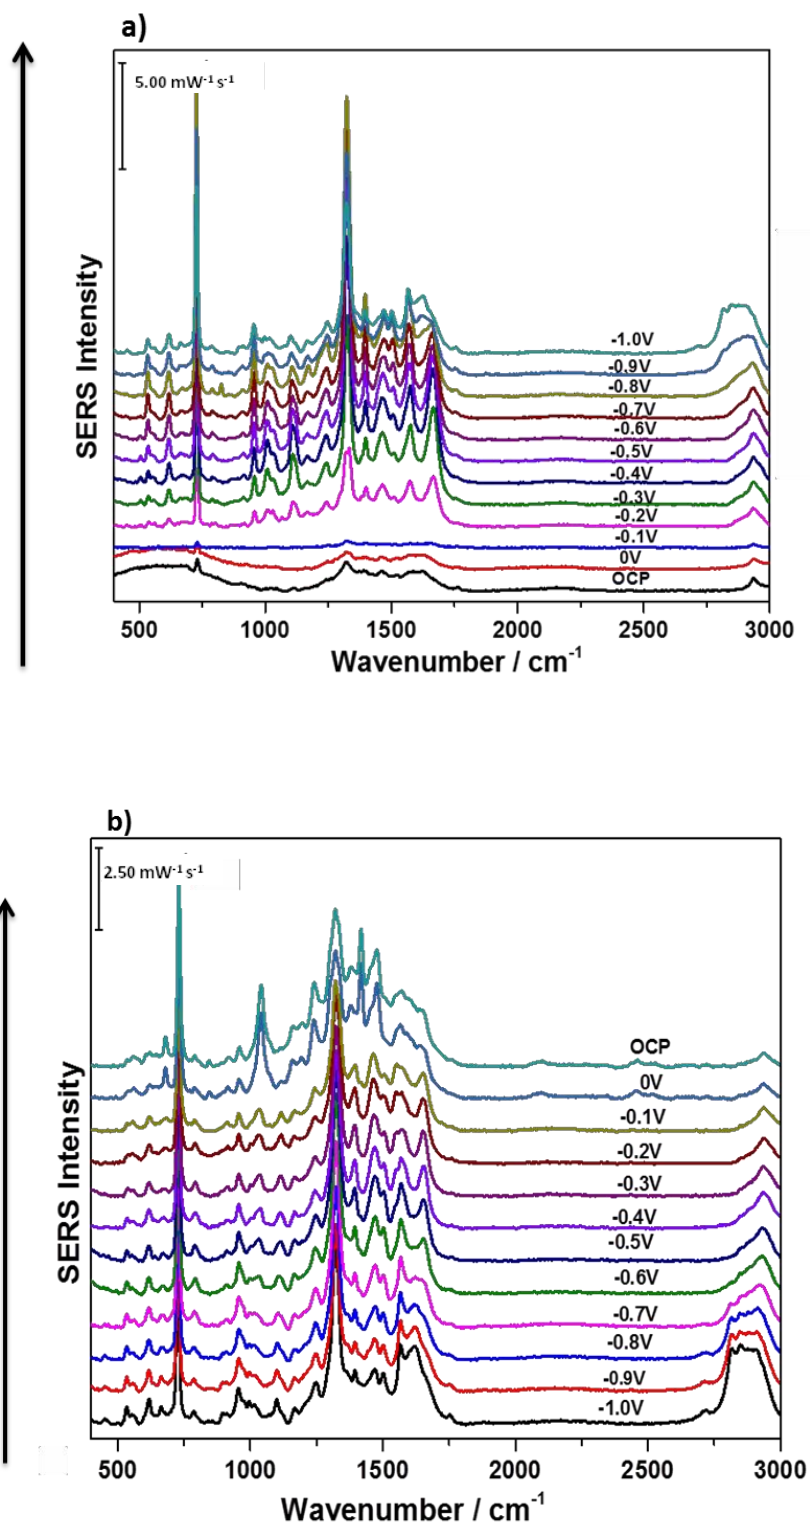 a)
5.00 mW⁻¹ s⁻¹
SERS Intensity
-1.0V
-0.9V
-0.8V
-0.7V
-0.6V
-0.5V
-0.4V
-0.3V
-0.2V
-0.1V
0V
OCP
500 1000 1500 2000 2500 3000
Wavenumber / cm⁻¹
b)
2.50 mW⁻¹ s⁻¹
SERS Intensity
OCP
0V
-0.1V
-0.2V
-0.3V
-0.4V
-0.5V
-0.6V
-0.7V
-0.8V
-0.9V
-1.0V
500 1000 1500 2000 2500 3000
Wavenumber / cm⁻¹